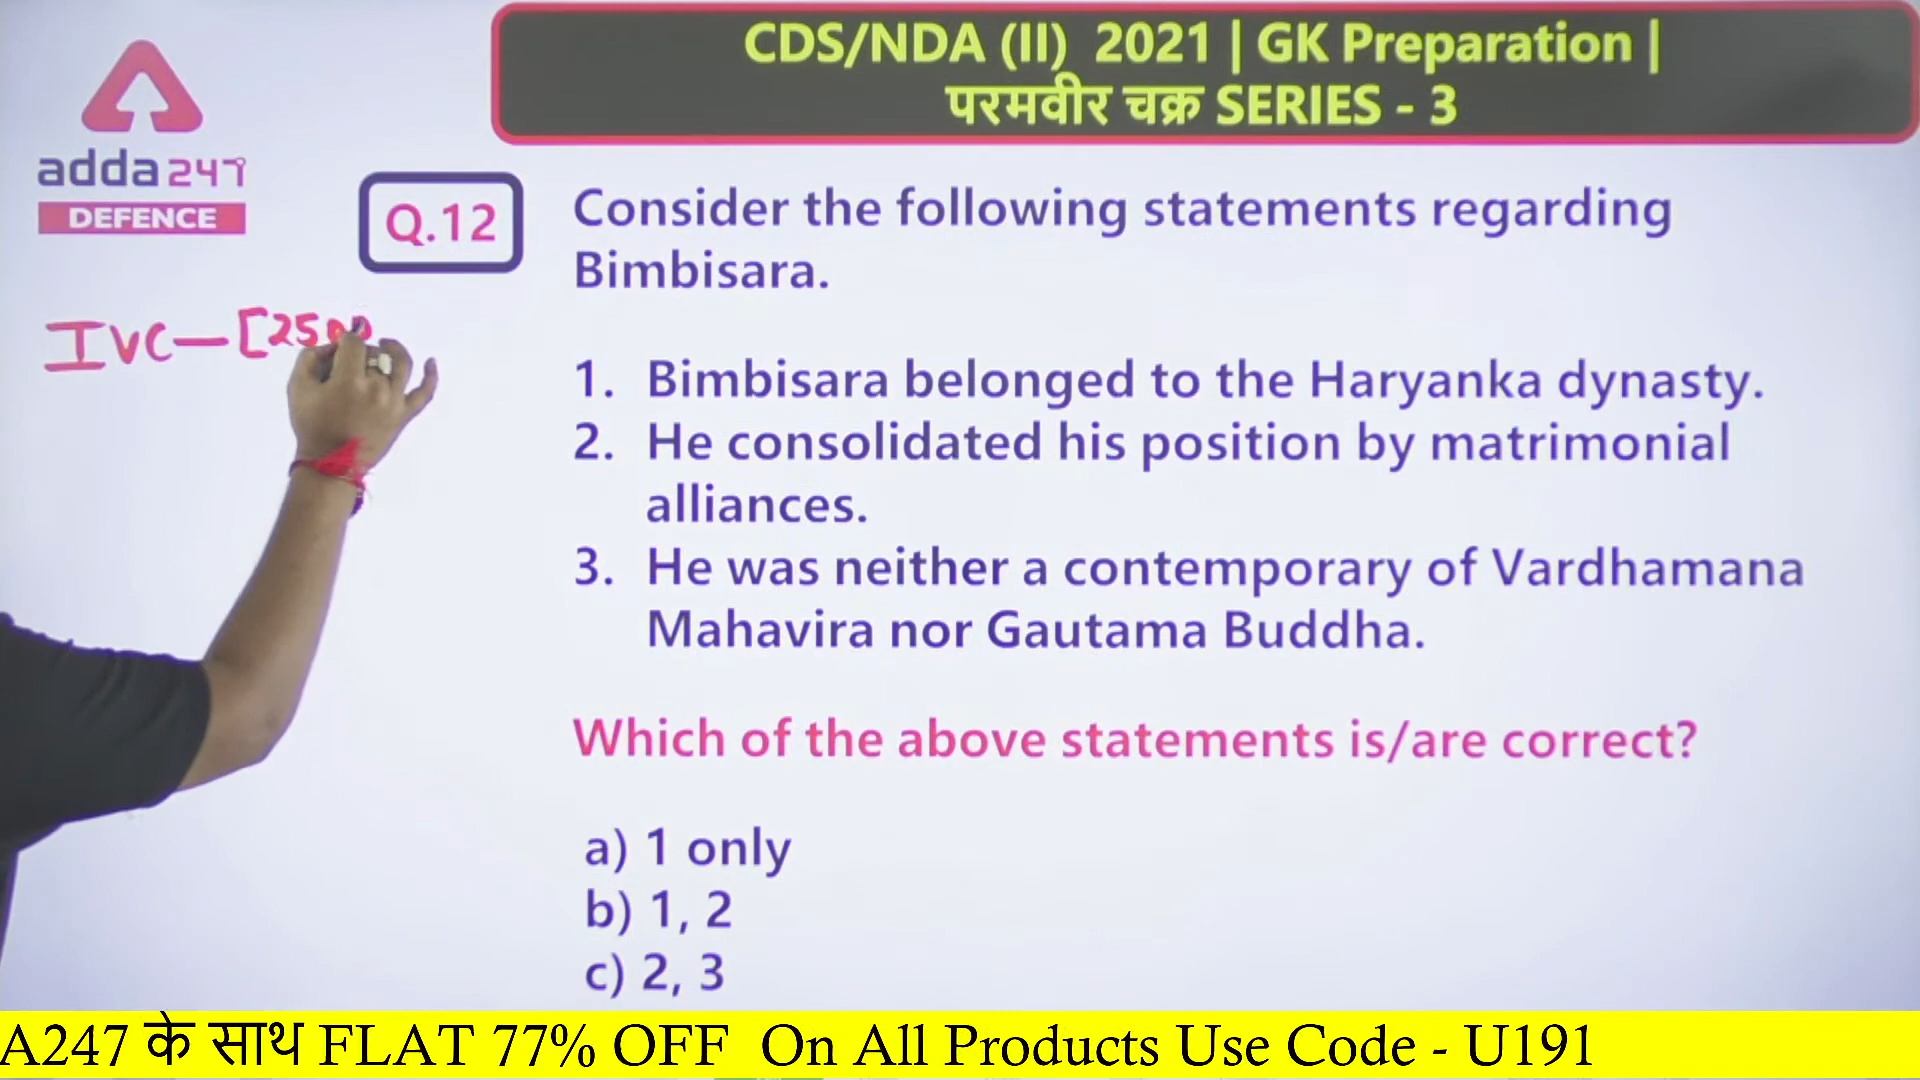 CDS/NDA (II) 2021 | GK Preparation |
परमवीर चक्र SERIES - 3
adda247
DEFENCE
Q.12
Consider the following statements regarding
Bimbisara.
IVC-[2500
1. Bimbisara belonged to the Haryanka dynasty.
2. He consolidated his position by matrimonial
alliances.
3. He was neither a contemporary of Vardhamana
Mahavira nor Gautama Buddha.
Which of the above statements is/are correct?
a) 1 only
b) 1, 2
c) 2, 3
A247 के साथ FLAT 77% OFF On All Products Use Code - U191